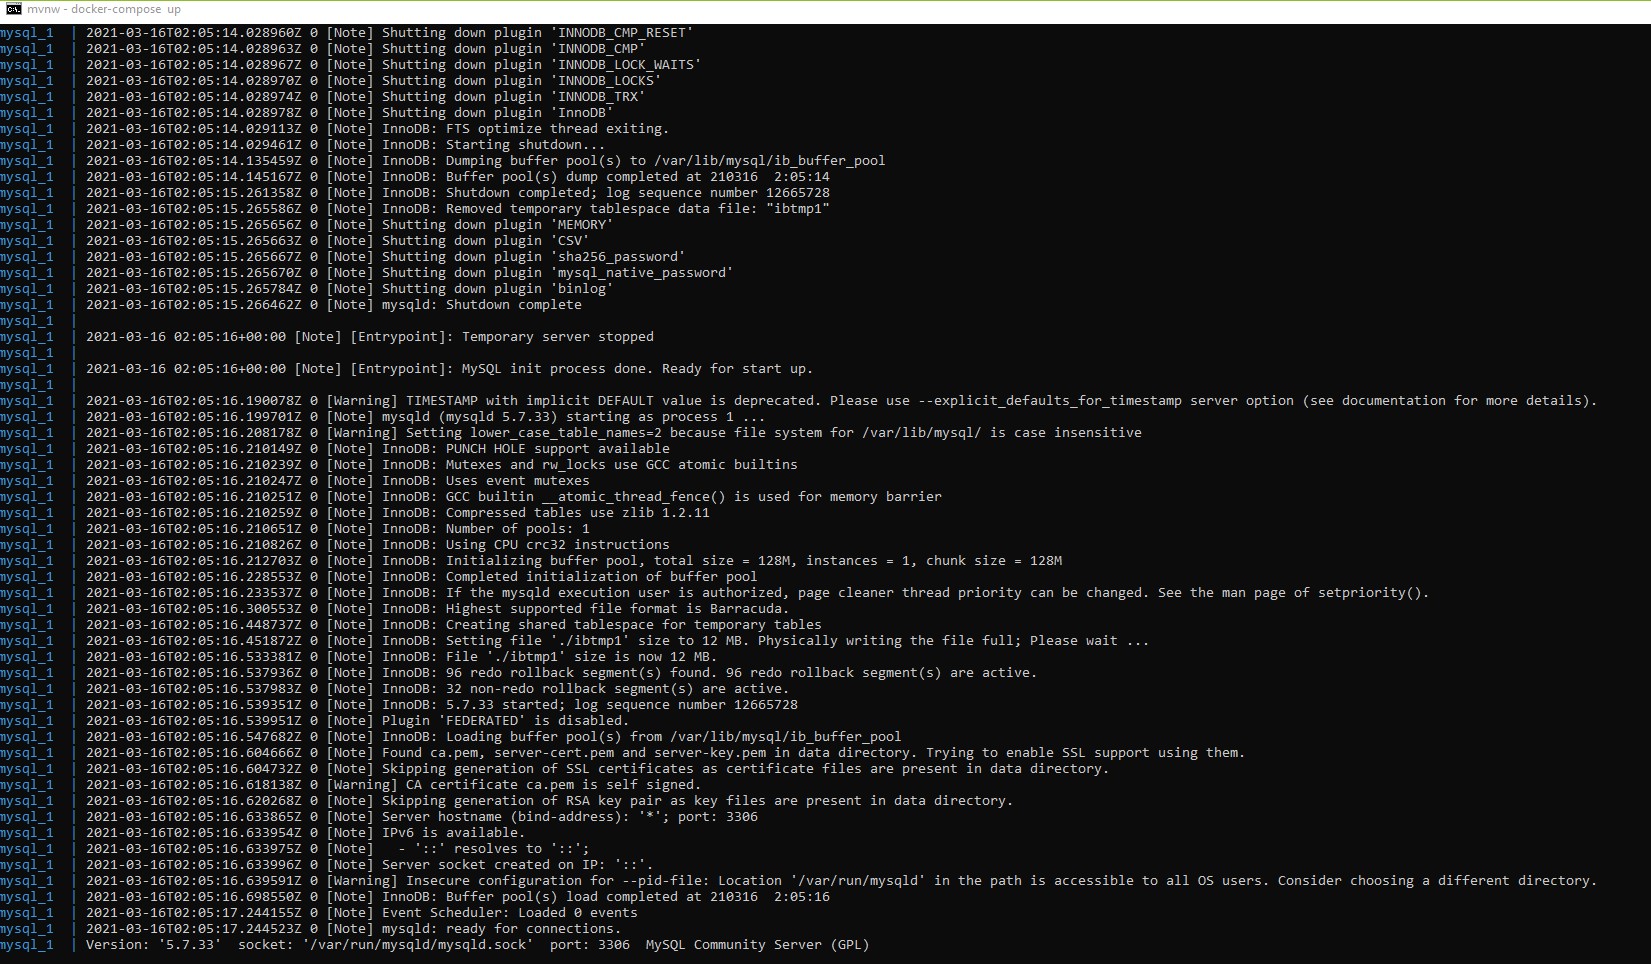 mvnw - docker-compose up
mysql_1 | 2021-03-16T02:05:14.028960Z 0 [Note] Shutting down plugin 'INNODB_CMP_RESET'
mysql_1 | 2021-03-16T02:05:14.028963Z 0 [Note] Shutting down plugin 'INNODB_CMP'
mysql_1 | 2021-03-16T02:05:14.028967Z 0 [Note] Shutting down plugin 'INNODB_LOCK_WAITS'
mysql_1 | 2021-03-16T02:05:14.028970Z 0 [Note] Shutting down plugin 'INNODB_LOCKS'
mysql_1 | 2021-03-16T02:05:14.028974Z 0 [Note] Shutting down plugin 'INNODB_TRX'
mysql_1 | 2021-03-16T02:05:14.028978Z 0 [Note] Shutting down plugin 'InnoDB'
mysql_1 | 2021-03-16T02:05:14.029113Z 0 [Note] InnoDB: FTS optimize thread exiting.
mysql_1 | 2021-03-16T02:05:14.029461Z 0 [Note] InnoDB: Starting shutdown...
mysql_1 | 2021-03-16T02:05:14.135459Z 0 [Note] InnoDB: Dumping buffer pool(s) to /var/lib/mysql/ib_buffer_pool
mysql_1 | 2021-03-16T02:05:14.145167Z 0 [Note] InnoDB: Buffer pool(s) dump completed at 210316  2:05:14
mysql_1 | 2021-03-16T02:05:15.261358Z 0 [Note] InnoDB: Shutdown completed; log sequence number 12665728
mysql_1 | 2021-03-16T02:05:15.265586Z 0 [Note] InnoDB: Removed temporary tablespace data file: "ibtmp1"
mysql_1 | 2021-03-16T02:05:15.265656Z 0 [Note] Shutting down plugin 'MEMORY'
mysql_1 | 2021-03-16T02:05:15.265663Z 0 [Note] Shutting down plugin 'CSV'
mysql_1 | 2021-03-16T02:05:15.265667Z 0 [Note] Shutting down plugin 'sha256_password'
mysql_1 | 2021-03-16T02:05:15.265670Z 0 [Note] Shutting down plugin 'mysql_native_password'
mysql_1 | 2021-03-16T02:05:15.265784Z 0 [Note] Shutting down plugin 'binlog'
mysql_1 | 2021-03-16T02:05:15.266462Z 0 [Note] mysqld: Shutdown complete
mysql_1 |
mysql_1 | 2021-03-16 02:05:16+00:00 [Note] [Entrypoint]: Temporary server stopped
mysql_1 |
mysql_1 | 2021-03-16 02:05:16+00:00 [Note] [Entrypoint]: MySQL init process done. Ready for start up.
mysql_1 |
mysql_1 | 2021-03-16T02:05:16.190078Z 0 [Warning] TIMESTAMP with implicit DEFAULT value is deprecated. Please use --explicit_defaults_for_timestamp server option (see documentation for more details).
mysql_1 | 2021-03-16T02:05:16.199701Z 0 [Note] mysqld (mysqld 5.7.33) starting as process 1 ...
mysql_1 | 2021-03-16T02:05:16.208178Z 0 [Warning] Setting lower_case_table_names=2 because file system for /var/lib/mysql/ is case insensitive
mysql_1 | 2021-03-16T02:05:16.210149Z 0 [Note] InnoDB: PUNCH HOLE support available
mysql_1 | 2021-03-16T02:05:16.210239Z 0 [Note] InnoDB: Mutexes and rw_locks use GCC atomic builtins
mysql_1 | 2021-03-16T02:05:16.210247Z 0 [Note] InnoDB: Uses event mutexes
mysql_1 | 2021-03-16T02:05:16.210251Z 0 [Note] InnoDB: GCC builtin __atomic_thread_fence() is used for memory barrier
mysql_1 | 2021-03-16T02:05:16.210259Z 0 [Note] InnoDB: Compressed tables use zlib 1.2.11
mysql_1 | 2021-03-16T02:05:16.210651Z 0 [Note] InnoDB: Number of pools: 1
mysql_1 | 2021-03-16T02:05:16.210826Z 0 [Note] InnoDB: Using CPU crc32 instructions
mysql_1 | 2021-03-16T02:05:16.212703Z 0 [Note] InnoDB: Initializing buffer pool, total size = 128M, instances = 1, chunk size = 128M
mysql_1 | 2021-03-16T02:05:16.228553Z 0 [Note] InnoDB: Completed initialization of buffer pool
mysql_1 | 2021-03-16T02:05:16.233537Z 0 [Note] InnoDB: If the mysqld execution user is authorized, page cleaner thread priority can be changed. See the man page of setpriority().
mysql_1 | 2021-03-16T02:05:16.300553Z 0 [Note] InnoDB: Highest supported file format is Barracuda.
mysql_1 | 2021-03-16T02:05:16.448737Z 0 [Note] InnoDB: Creating shared tablespace for temporary tables
mysql_1 | 2021-03-16T02:05:16.451872Z 0 [Note] InnoDB: Setting file './ibtmp1' size to 12 MB. Physically writing the file full; Please wait ...
mysql_1 | 2021-03-16T02:05:16.533381Z 0 [Note] InnoDB: File './ibtmp1' size is now 12 MB.
mysql_1 | 2021-03-16T02:05:16.537936Z 0 [Note] InnoDB: 96 redo rollback segment(s) found. 96 redo rollback segment(s) are active.
mysql_1 | 2021-03-16T02:05:16.537983Z 0 [Note] InnoDB: 32 non-redo rollback segment(s) are active.
mysql_1 | 2021-03-16T02:05:16.539351Z 0 [Note] InnoDB: 5.7.33 started; log sequence number 12665728
mysql_1 | 2021-03-16T02:05:16.539951Z 0 [Note] Plugin 'FEDERATED' is disabled.
mysql_1 | 2021-03-16T02:05:16.547682Z 0 [Note] InnoDB: Loading buffer pool(s) from /var/lib/mysql/ib_buffer_pool
mysql_1 | 2021-03-16T02:05:16.604666Z 0 [Note] Found ca.pem, server-cert.pem and server-key.pem in data directory. Trying to enable SSL support using them.
mysql_1 | 2021-03-16T02:05:16.604732Z 0 [Note] Skipping generation of SSL certificates as certificate files are present in data directory.
mysql_1 | 2021-03-16T02:05:16.618138Z 0 [Warning] CA certificate ca.pem is self signed.
mysql_1 | 2021-03-16T02:05:16.620268Z 0 [Note] Skipping generation of RSA key pair as key files are present in data directory.
mysql_1 | 2021-03-16T02:05:16.633865Z 0 [Note] Server hostname (bind-address): '*'; port: 3306
mysql_1 | 2021-03-16T02:05:16.633954Z 0 [Note] IPv6 is available.
mysql_1 | 2021-03-16T02:05:16.633975Z 0 [Note]   - '::' resolves to '::';
mysql_1 | 2021-03-16T02:05:16.633996Z 0 [Note] Server socket created on IP: '::'.
mysql_1 | 2021-03-16T02:05:16.639591Z 0 [Warning] Insecure configuration for --pid-file: Location '/var/run/mysqld' in the path is accessible to all OS users. Consider choosing a different directory.
mysql_1 | 2021-03-16T02:05:16.698550Z 0 [Note] InnoDB: Buffer pool(s) load completed at 210316  2:05:16
mysql_1 | 2021-03-16T02:05:17.244155Z 0 [Note] Event Scheduler: Loaded 0 events
mysql_1 | 2021-03-16T02:05:17.244523Z 0 [Note] mysqld: ready for connections.
mysql_1 | Version: '5.7.33'  socket: '/var/run/mysqld/mysqld.sock'  port: 3306  MySQL Community Server (GPL)